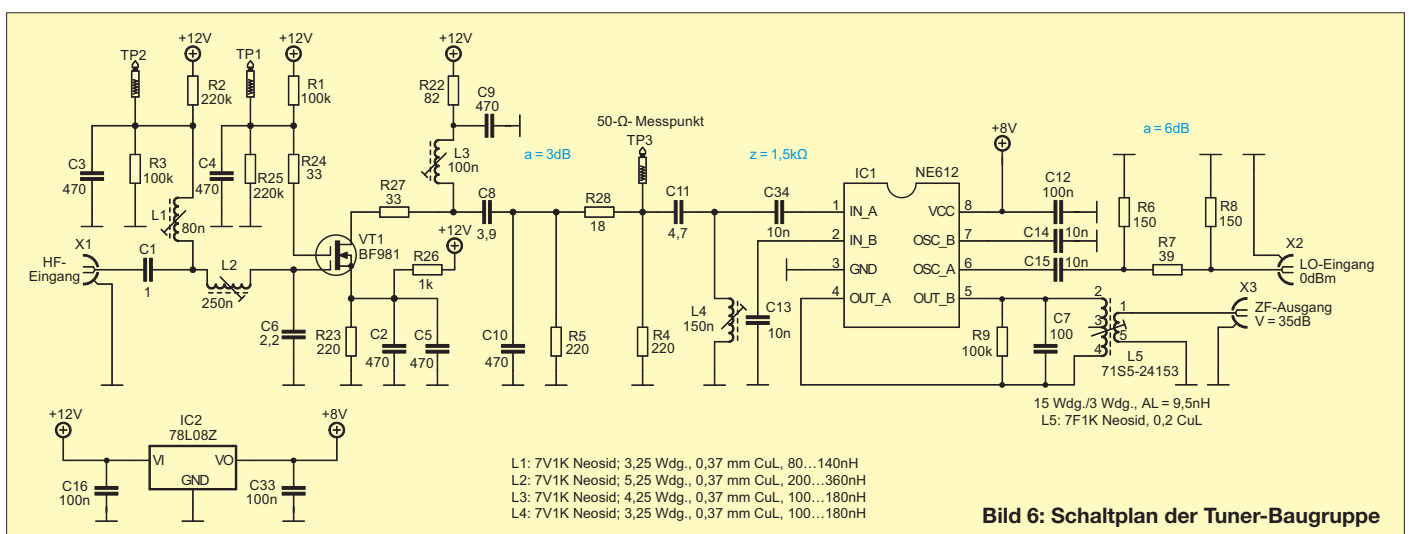 +12V
+12V
+12V
TP2
TP1
R2
220k
R1
100k
R22
82
C9
470
50-Ω- Messpunkt
TP3
+8V
a = 3dB
z = 1,5kΩ
a = 6dB
C3
470
R3
100k
C4
470
R25
220k
R24
33
L3
100n
L1
80n
R27
33
C8
3,9
R28
18
C11
4,7
C34
10n
IC1
NE612
1
IN_A
2
IN_B
3
GND
4
OUT_A
VCC
8
OSC_B
7
OSC_A
6
OUT_B
5
C12
100n
C14
10n
C15
10n
R6
150
R8
150
R7
39
X2
LO-Eingang
0dBm
X1
HF-
Eingang
C1
1
L2
250n
VT1
BF981
+12V
R26
1k
C6
2,2
R23
220
C2
470
C5
470
C10
470
R5
220
R4
220
L4
150n
C13
10n
R9
100k
C7
100
2
3
4
1
5
L5
71S5-24153
X3
ZF-Ausgang
V = 35dB
15 Wdg./3 Wdg., AL = 9,5nH
L5: 7F1K Neosid, 0,2 CuL
+12V
IC2
78L08Z
+8V
VI
VO
GND
C16
100n
C33
100n
L1: 7V1K Neosid; 3,25 Wdg., 0,37 mm CuL, 80…140nH
L2: 7V1K Neosid; 5,25 Wdg., 0,37 mm CuL, 200…360nH
L3: 7V1K Neosid; 4,25 Wdg., 0,37 mm CuL, 100…180nH
L4: 7V1K Neosid; 3,25 Wdg., 0,37 mm CuL, 100…180nH
Bild 6: Schaltplan der Tuner-Baugruppe